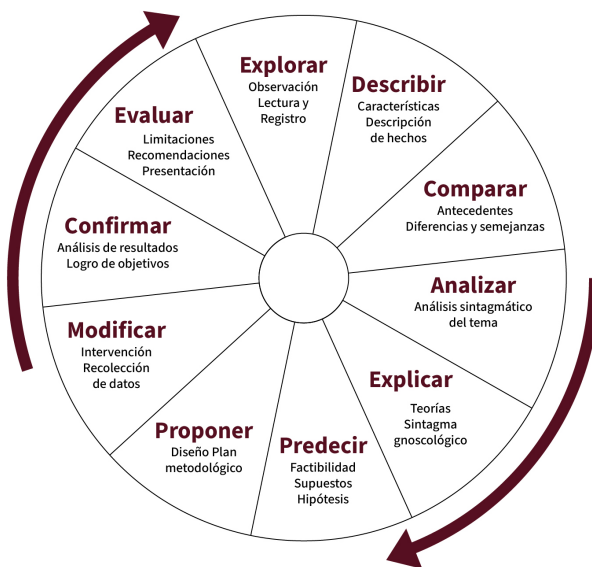 Explorar
Observación
Lectura y
Registro
Describir
Características
Descripción
de hechos
Comparar
Antecedentes
Diferencias y semejanzas
Analizar
Análisis sintagmático
del tema
Explicar
Teorías
Sintagma
gnoscológico
Predecir
Factibilidad
Supuestos
Hipótesis
Proponer
Diseño Plan
metodológico
Modificar
Intervención
Recolección
de datos
Confirmar
Análisis de resultados
Logro de objetivos
Evaluar
Limitaciones
Recomendaciones
Presentación